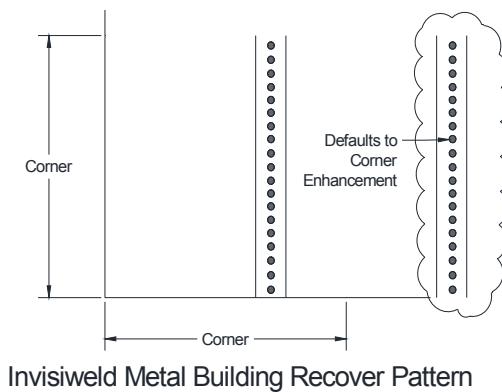 Defaults to
Corner
Enhancement
Corner
Corner
Invisiweld Metal Building Recover Pattern